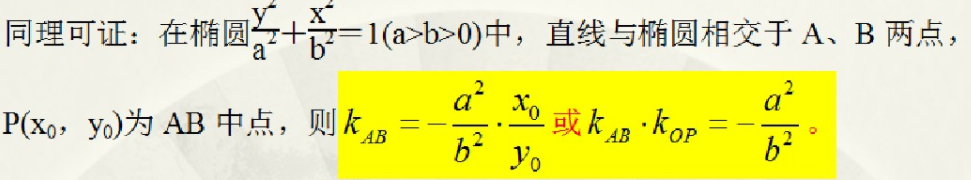 同理可证：在椭圆y²/a²+x²/b²=1(a>b>0)中，直线与椭圆相交于 A、B 两点，
P(x₀，y₀)为 AB 中点，则 k_AB = -a²/b² · x₀/y₀ 或 k_AB · k_OP = -a²/b² 。